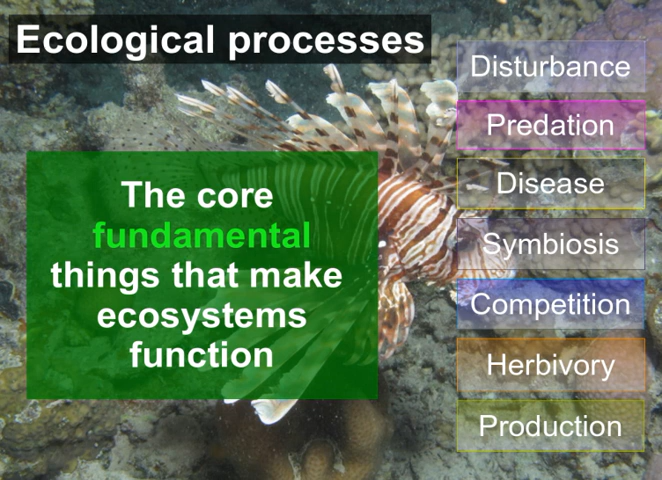 Ecological processes
The core
fundamental
things that make
ecosystems
function
Disturbance
Predation
Disease
Symbiosis
Competition
Herbivory
Production